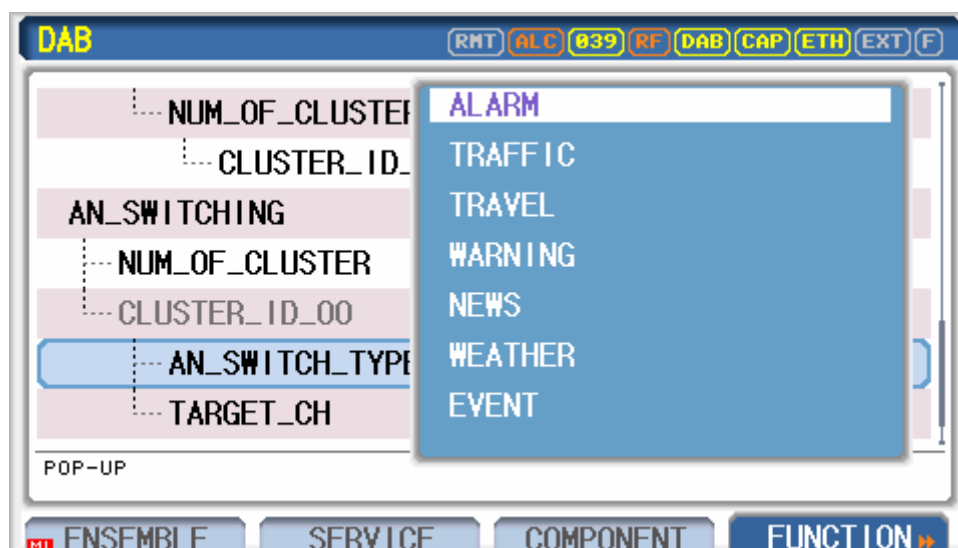 DAB RMT ALC 039 RF DAB CAP ETH EXT F
NUM_OF_CLUSTER
CLUSTER_ID_
AN_SWITCHING
NUM_OF_CLUSTER
CLUSTER_ID_00
AN_SWITCH_TYPE
TARGET_CH
ALARM
TRAFFIC
TRAVEL
WARNING
NEWS
WEATHER
EVENT
POP-UP
ENSEMBLE SERVICE COMPONENT FUNCTION